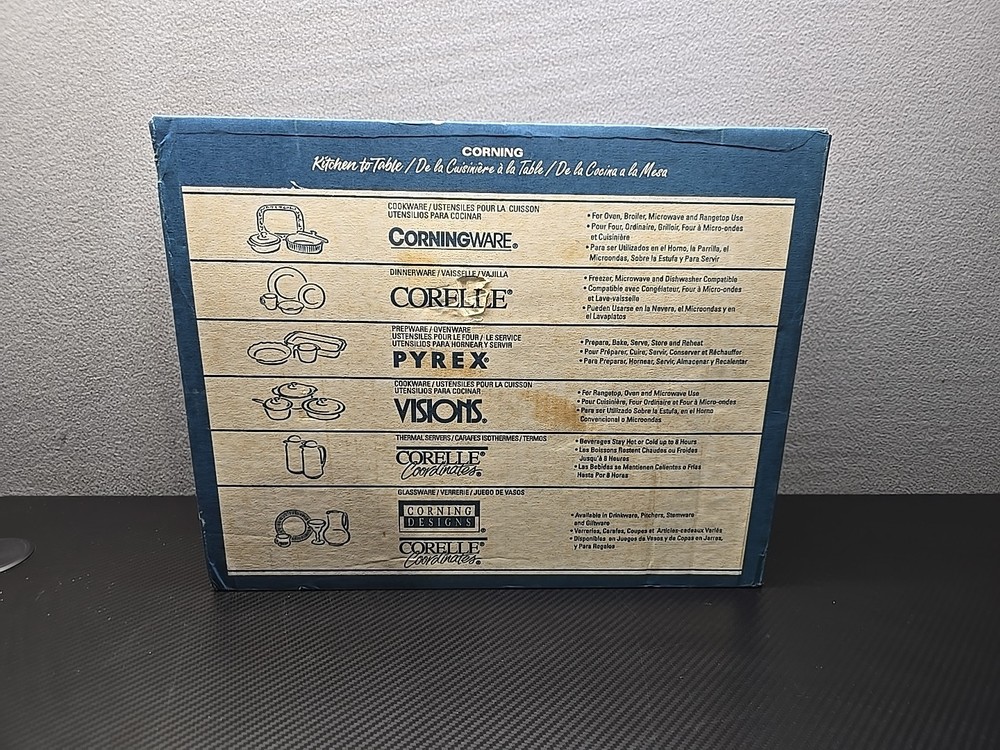 CORNING
Kitchen to Table / De la Cuisinière à la Table / De la Cocina a la Mesa
COOKWARE / USTENSILES POUR LA CUISSON
UTENSILIOS PARA COCINAR
CORNINGWARE®
• For Oven, Broiler, Microwave and Rangetop Use
• Pour Four, Ordinaire, Grilloir, Four à Micro-ondes
et Cuisinière
• Para ser Utilizados en el Horno, la Parrilla, el
Microondas, Sobre la Estufa y Para Servir
DINNERWARE / VAISSELLE / VAJILLA
CORELLE®
• Freezer, Microwave and Dishwasher Compatible
• Compatible avec Congélateur, Four à Micro-ondes
et Lave-vaisselle
• Pueden Usarse en la Nevera, el Microondas y en
el Lavaplatos
PREPWARE / OVENWARE
USTENSILES POUR LE FOUR / LE SERVICE
UTENSILIOS PARA HORNEAR Y SERVIR
PYREX®
• Prepare, Bake, Serve, Store and Reheat
• Pour Préparer, Cuire, Servir, Conserver et Réchauffer
• Para Preparar, Hornear, Servir, Almacenar y Recalentar
COOKWARE / USTENSILES POUR LA CUISSON
UTENSILIOS PARA COCINAR
VISIONS®
• For Rangetop, Oven and Microwave Use
• Pour Cuisinière, Four Ordinaire et Four à Micro-ondes
• Para ser Utilizado Sobre la Estufa, en el Horno
Convencional o Microondas
THERMAL SERVERS / CARAFES ISOTHERMES / TERMOS
CORELLE®
Coordinates®
• Beverages Stay Hot or Cold up to 8 Hours
• Les Boissons Restent Chaudes ou Froides
Jusqu'à 8 Heures
• Las Bebidas se Mantienen Calientes o Frías
Hasta Por 8 Horas
GLASSWARE / VERRERIE / JUEGO DE VASOS
CORNING
DESIGNS®
CORELLE®
Coordinates®
• Available in Drinkware, Pitchers, Stemware
and Giftware
• Verreries, Carafes, Coupes et Articles-cadeaux Variés
• Disponibles en Juegos de Vasos y de Copas en Jarras,
y Para Regalos